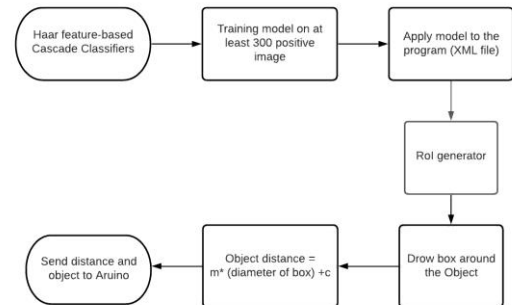 Haar feature-based
Cascade Classifiers
Training model on at
least 300 positive
image
Apply model to the
program (XML file)
RoI generator
Drow box around
the Object
Object distance =
m* (diameter of box) +c
Send distance and
object to Aruino